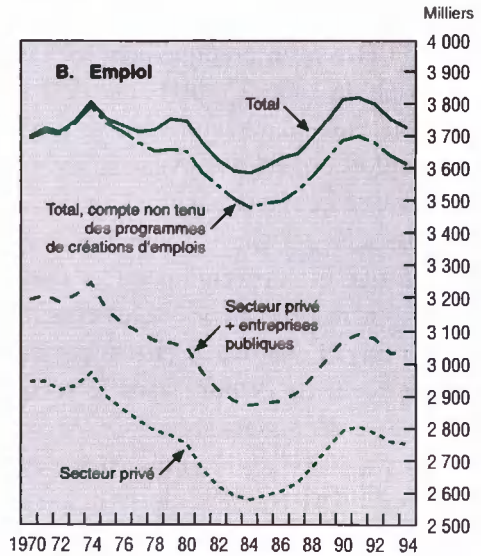 Milliers
B. Emploi
Total
Total, compte non tenu
des programmes
de créations d'emplois
Secteur privé
+ entreprises
publiques
Secteur privé
4 000
3 900
3 800
3 700
3 600
3 500
3 400
3 300
3 200
3 100
3 000
2 900
2 800
2 700
2 600
2 500
1970 72 74 76 78 80 82 84 86 88 90 92 94